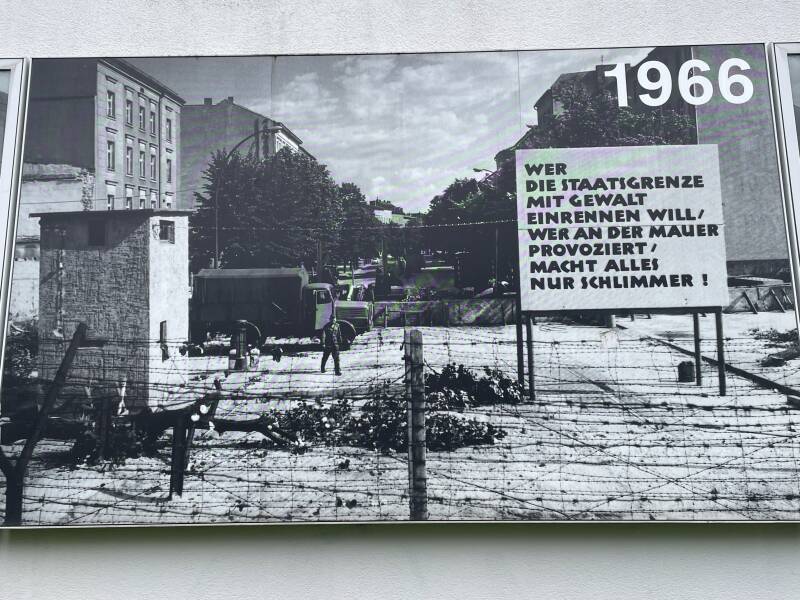 1966
WER
DIE STAATSGRENZE
MIT GEWALT
EINRENNEN WILL/
WER AN DER MAUER
PROVOZIERT/
MACHT ALLES
NUR SCHLIMMER !